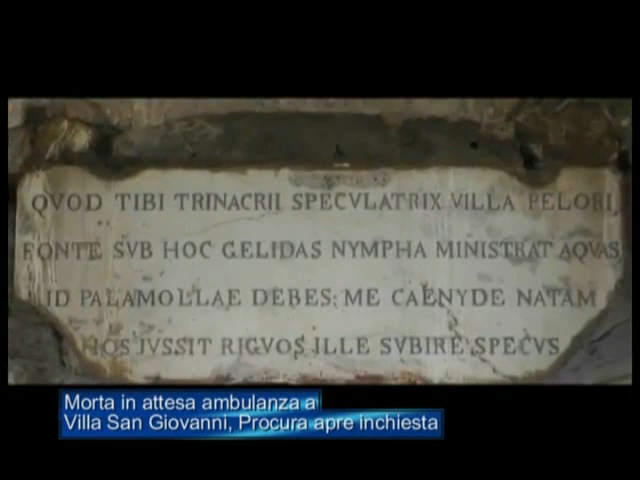 QVOD TIBI TRINACRII SPECVLATRIX VILLA PELORI
FONTE SVB HOC GELIDAS NYMPHA MINISTRAT AQVAS
ID PALAMOLLAE DEBES: ME CAENYDE NATAM
HOS JVSSIT RIGVOS ILLE SVBIRE SPECVS
Morta in attesa ambulanza a
Villa San Giovanni, Procura apre inchiesta